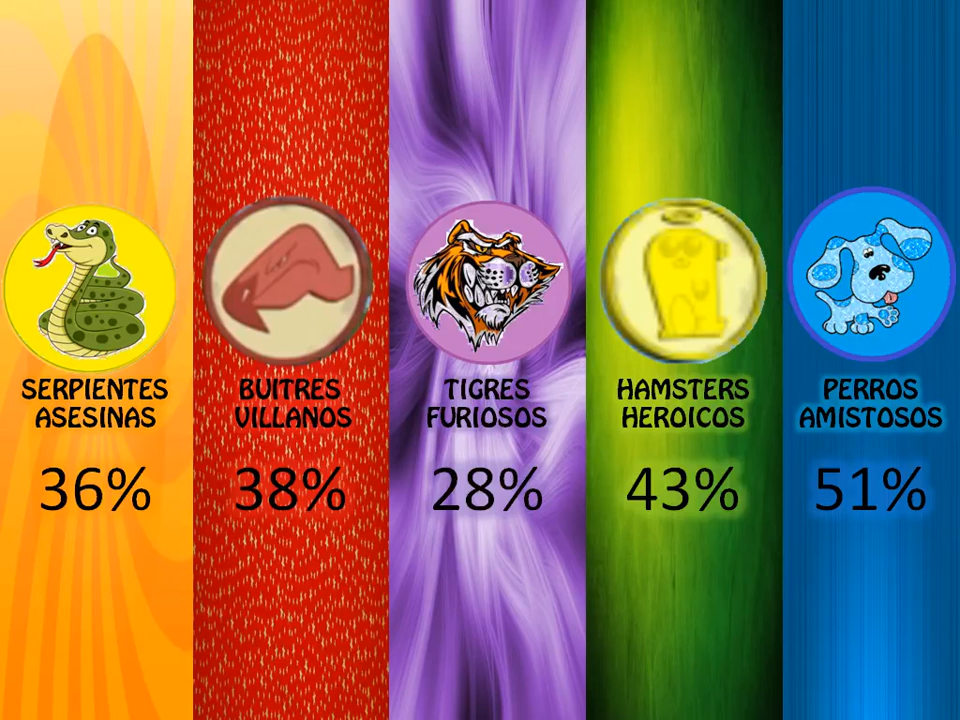 SERPIENTES
ASESINAS
36%
BUITRES
VILLANOS
38%
TIGRES
FURIOSOS
28%
HAMSTERS
HEROICOS
43%
PERROS
AMISTOSOS
51%